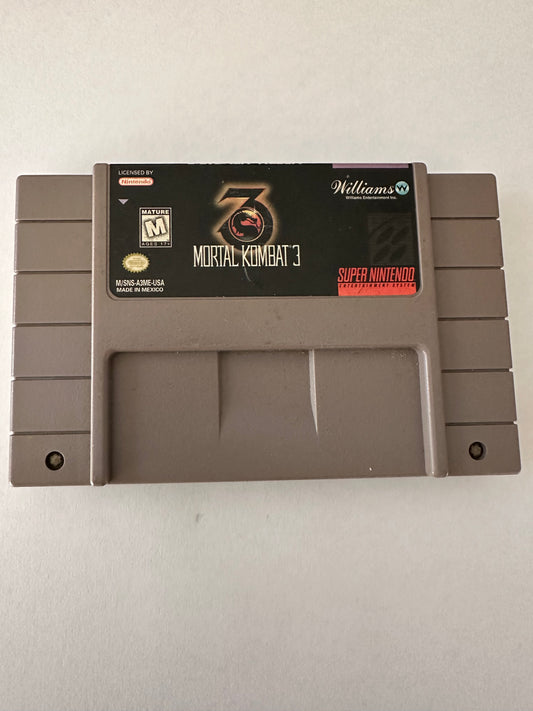 LICENSED BY
Nintendo
MATURE
M
AGES 17+
M/SNS-A3ME-USA
MADE IN MEXICO
3
MORTAL KOMBAT 3
Williams W
Williams Entertainment Inc.
SUPER NINTENDO
ENTERTAINMENT SYSTEM